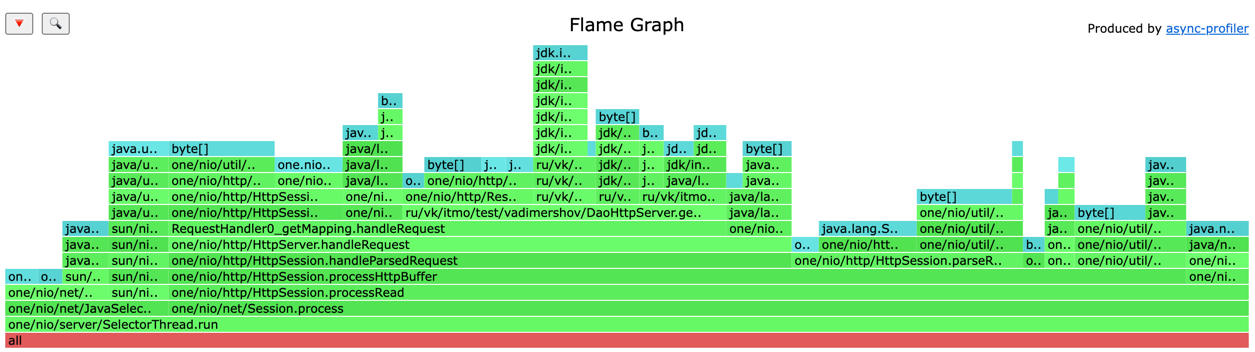 Flame Graph
Produced by async-profiler
jdk.i..
jdk/i..
jdk/i..
jdk/i..
b.. jdk/i..
j.. jdk/i.. byte[]
jav.. j.. jdk/i.. jdk/.. b.. jd..
java.u.. byte[] java/l.. jdk/i.. jdk/.. j.. jd.. jd.. byte[]
java/u.. one/nio/util/.. one.nio.. java/l.. byte[] j.. j.. ru/vk/.. jdk/.. j.. jdk/in.. java.. jav..
java/u.. one/nio/http/.. one/nio.. java/l.. o.. one/nio/http/.. ru/vk/.. jdk/.. j.. java/l.. java.. jav..
java/u.. one/nio/http/HttpSessi.. one/ni.. one/nio/http/Res.. ru/vk/.. ru/v.. ru/vk/itmo.. java/la.. byte[] jav..
java/u.. one/nio/http/HttpSessi.. one/ni.. ru/vk/itmo/test/vadimershov/DaoHttpServer.ge.. java/la.. one/nio/util/.. ja.. byte[] jav..
java.. sun/ni.. RequestHandler0_getMapping.handleRequest one/nio.. java.lang.S.. one/nio/util/.. ja.. one/nio/util/.. java.n..
java.. sun/ni.. one/nio/http/HttpServer.handleRequest o.. one/nio/htt.. one/nio/util/.. b.. on.. one/nio/util/.. java/n..
java.. sun/ni.. one/nio/http/HttpSession.handleParsedRequest one/nio/http/HttpSession.parseR.. o.. on.. one/nio/util/.. one/ni..
on.. o.. sun/.. sun/ni.. one/nio/http/HttpSession.processHttpBuffer one/ni..
one/nio/net/.. sun/ni.. one/nio/http/HttpSession.processRead
one/nio/net/JavaSelec.. one/nio/net/Session.process
one/nio/server/SelectorThread.run
all